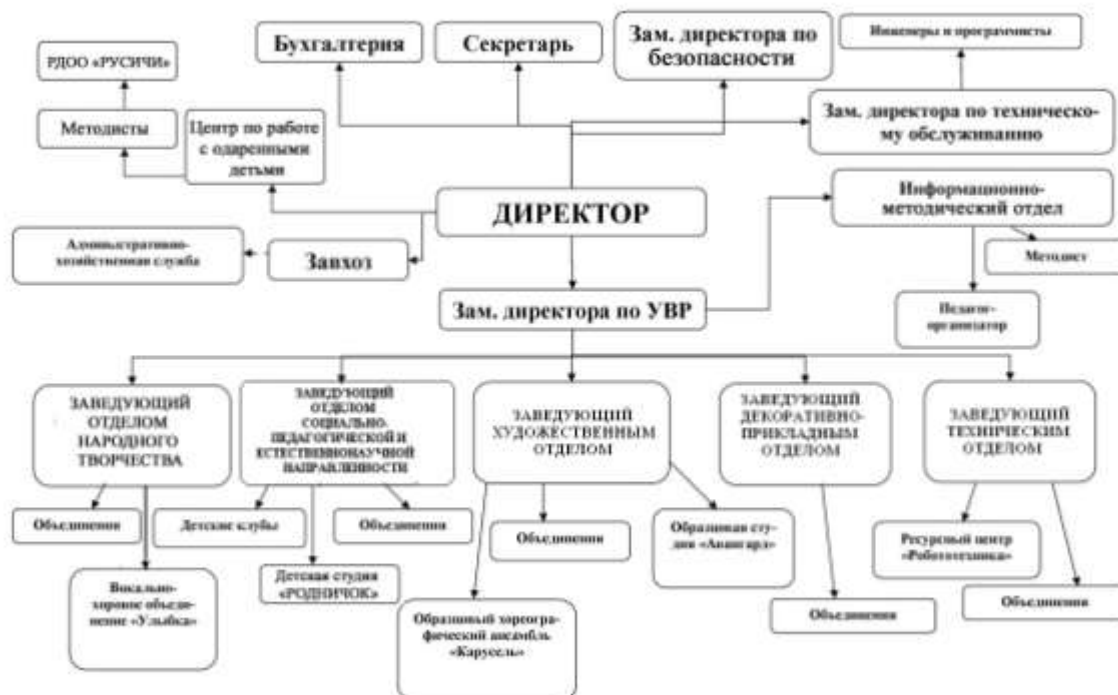 Бухгалтерия
Секретарь
Зам. директора по
безопасности
Инженеры и программисты
РДОО «РУСИЧИ»
Методисты
Центр по работе
с одаренными
детьми
Зам. директора по техническо-
му обслуживанию
ДИРЕКТОР
Информационно-
методический отдел
Административно-
хозяйственная служба
Завхоз
Методист
Зам. директора по УВР
Педагог-
организатор
ЗАВЕДУЮЩИЙ
ОТДЕЛОМ
НАРОДНОГО
ТВОРЧЕСТВА
ЗАВЕДУЮЩИЙ
ОТДЕЛОМ
СОЦИАЛЬНО-
ПЕДАГОГИЧЕСКОЙ И
ЕСТЕСТВЕННОНАУЧНОЙ
НАПРАВЛЕННОСТИ
ЗАВЕДУЮЩИЙ
ХУДОЖЕСТВЕННЫМ
ОТДЕЛОМ
ЗАВЕДУЮЩИЙ
ДЕКОРАТИВНО-
ПРИКЛАДНЫМ
ОТДЕЛОМ
ЗАВЕДУЮЩИЙ
ТЕХНИЧЕСКИМ
ОТДЕЛОМ
Объединения
Детские клубы
Объединения
Объединения
Образцовая сту-
дия «Авангард»
Ресурсный центр
«Робототехника»
Вокально-
хоровое объеди-
нение «Улыбка»
Детская студия
«РОДНИЧОК»
Образцовый хореогра-
фический ансамбль
«Карусель»
Объединения
Объединения